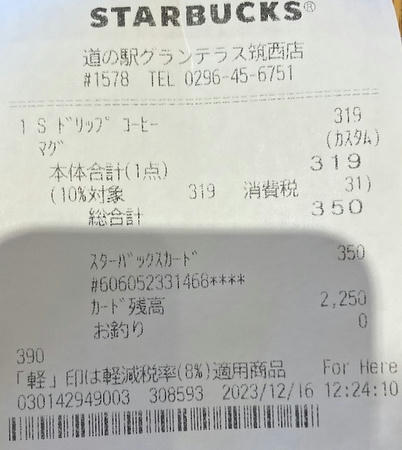 STARBUCKS®
道の駅グランテラス筑西店
#1578 TEL 0296-45-6751
1 S ﾄﾞﾘｯﾌﾟ ｺｰﾋｰ 319
マグ (カスタム)
本体合計(1点) 319
(10%対象 319 消費税 31)
総合計 350
ｽﾀｰﾊﾞｯｸｽｶｰﾄﾞ 350
#606052331468****
ｶｰﾄﾞ残高 2,250
お釣り 0
390
「軽」印は軽減税率(8%)適用商品 For Here
030142949003 308593 2023/12/16 12:24:10